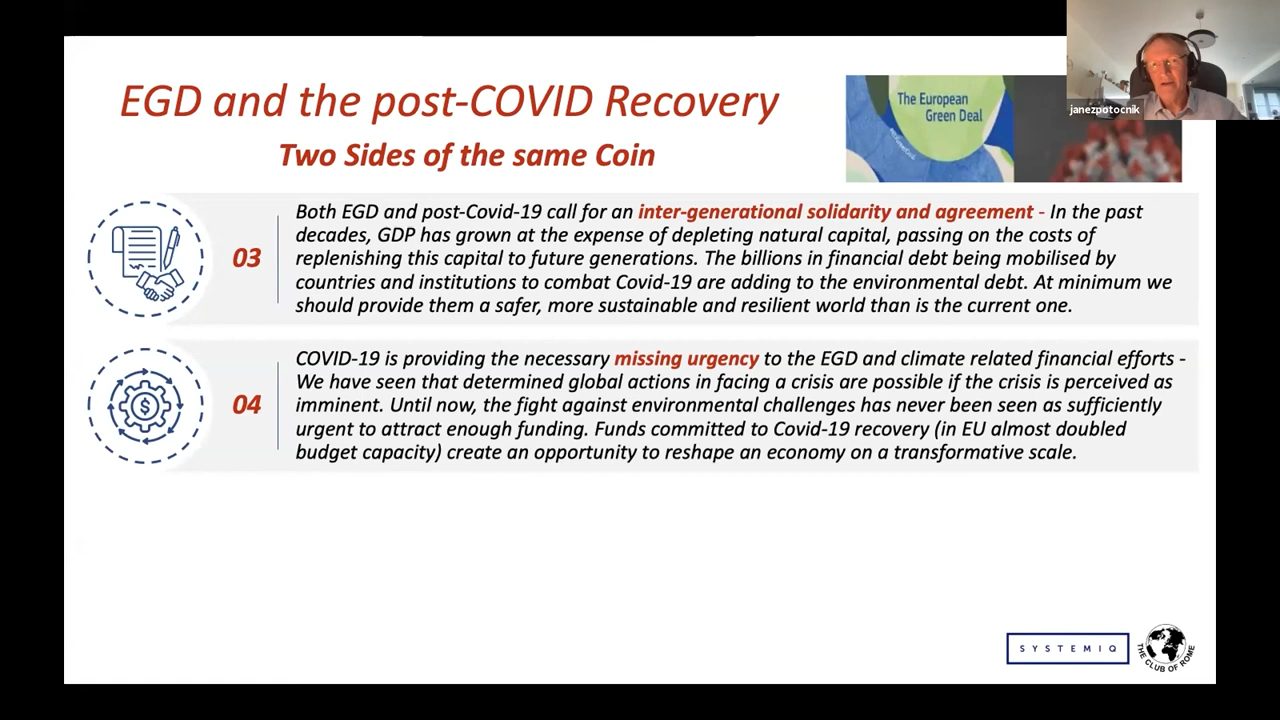 EGD and the post-COVID Recovery
Two Sides of the same Coin
The European
Green Deal
janezpotocnik
03
Both EGD and post-Covid-19 call for an inter-generational solidarity and agreement - In the past
decades, GDP has grown at the expense of depleting natural capital, passing on the costs of
replenishing this capital to future generations. The billions in financial debt being mobilised by
countries and institutions to combat Covid-19 are adding to the environmental debt. At minimum we
should provide them a safer, more sustainable and resilient world than is the current one.
04
COVID-19 is providing the necessary missing urgency to the EGD and climate related financial efforts -
We have seen that determined global actions in facing a crisis are possible if the crisis is perceived as
imminent. Until now, the fight against environmental challenges has never been seen as sufficiently
urgent to attract enough funding. Funds committed to Covid-19 recovery (in EU almost doubled
budget capacity) create an opportunity to reshape an economy on a transformative scale.
SYSTEMIQ
THE CLUB OF ROME